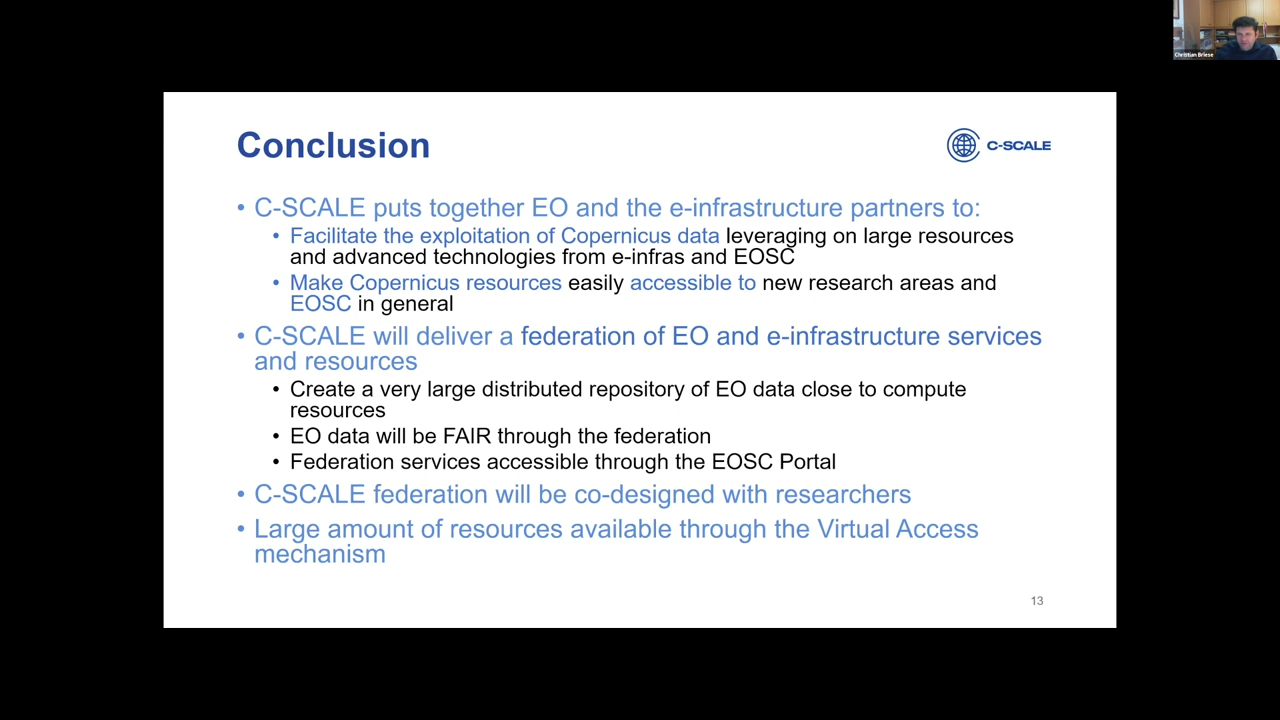 Christian Briese
Conclusion
C-SCALE
• C-SCALE puts together EO and the e-infrastructure partners to:
• Facilitate the exploitation of Copernicus data leveraging on large resources
and advanced technologies from e-infras and EOSC
• Make Copernicus resources easily accessible to new research areas and
EOSC in general
• C-SCALE will deliver a federation of EO and e-infrastructure services
and resources
• Create a very large distributed repository of EO data close to compute
resources
• EO data will be FAIR through the federation
• Federation services accessible through the EOSC Portal
• C-SCALE federation will be co-designed with researchers
• Large amount of resources available through the Virtual Access
mechanism
13